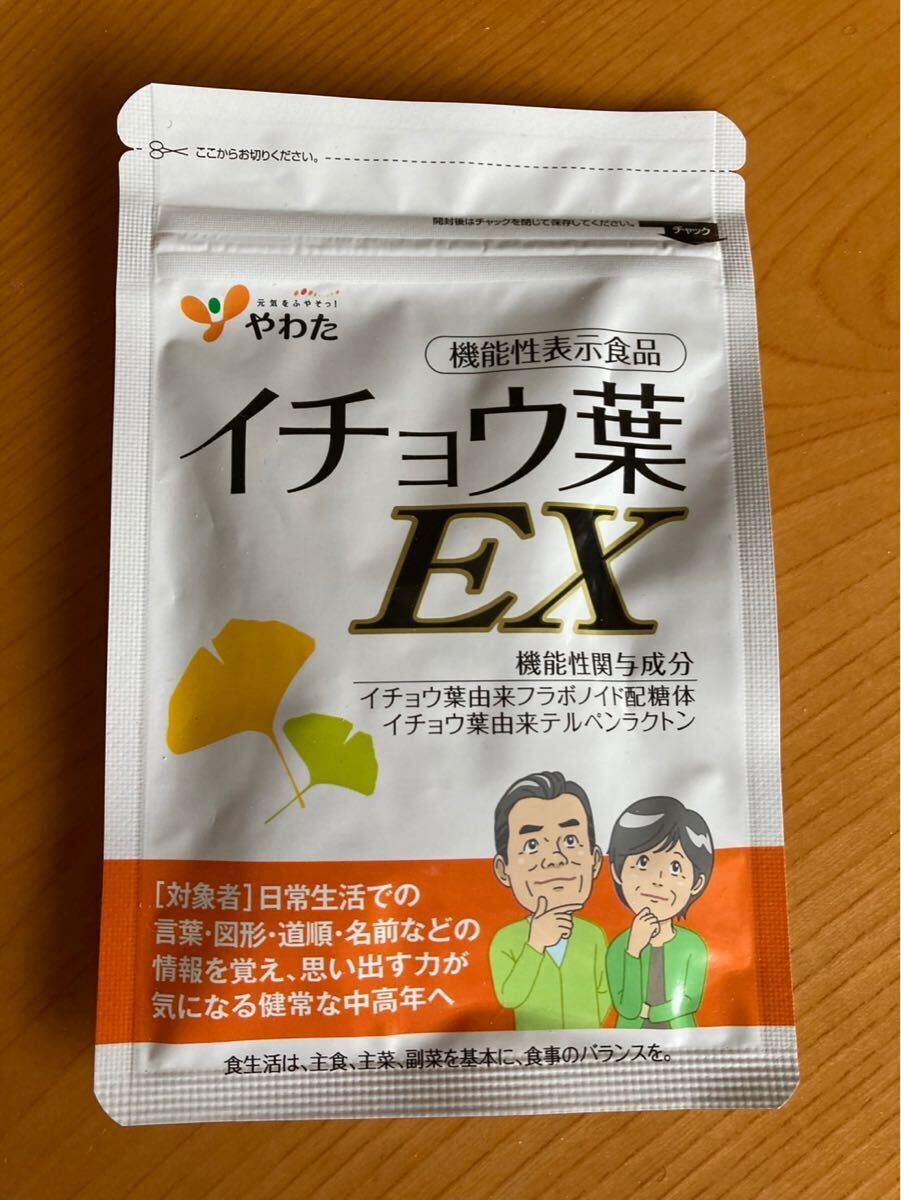 ここからお切りください。
開封後はチャックを閉じて保存してください。
チャック
元気をふやそっ！
やわた
機能性表示食品
イチョウ葉
EX
機能性関与成分
イチョウ葉由来フラボノイド配糖体
イチョウ葉由来テルペンラクトン
［対象者］日常生活での
言葉・図形・道順・名前などの
情報を覚え、思い出す力が
気になる健常な中高年へ
食生活は、主食、主菜、副菜を基本に、食事のバランスを。